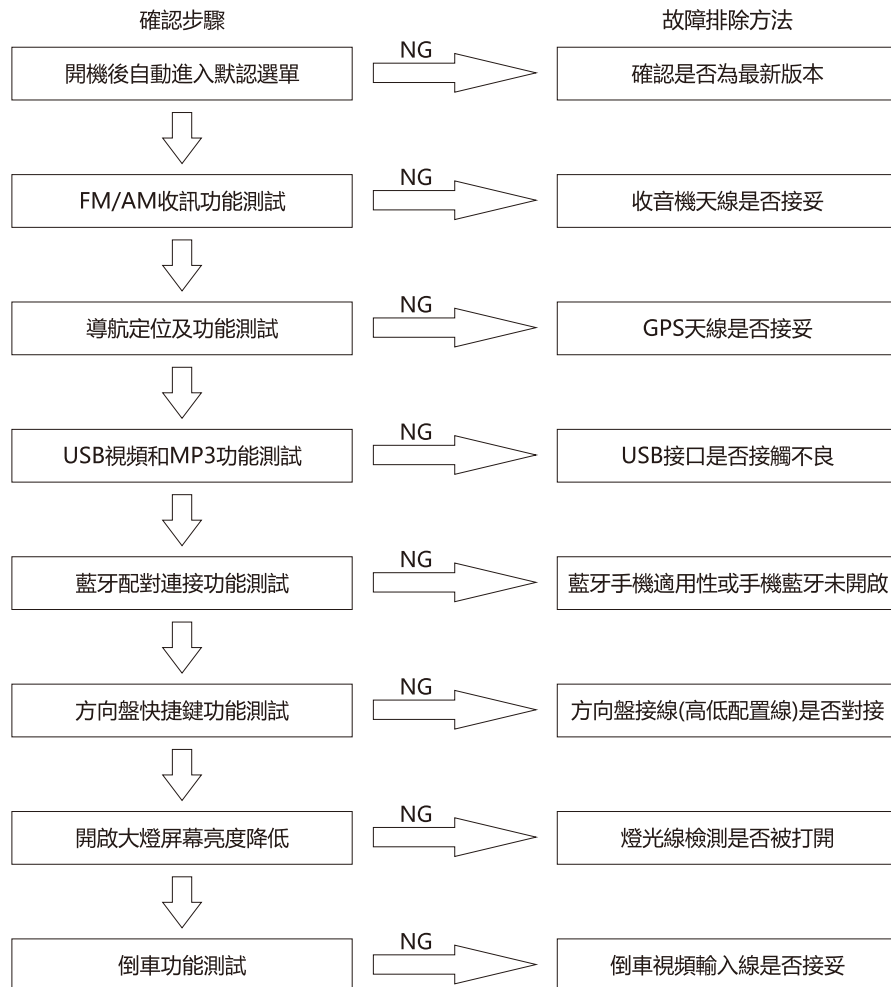 確認步驟
故障排除方法
開機後自動進入默認選單
NG
確認是否為最新版本
FM/AM收訊功能測試
NG
收音機天線是否接妥
導航定位及功能測試
NG
GPS天線是否接妥
USB視頻和MP3功能測試
NG
USB接口是否接觸不良
藍牙配對連接功能測試
NG
藍牙手機適用性或手機藍牙未開啟
方向盤快捷鍵功能測試
NG
方向盤接線(高低配置線)是否對接
開啟大燈屏幕亮度降低
NG
燈光線檢測是否被打開
倒車功能測試
NG
倒車視頻輸入線是否接妥